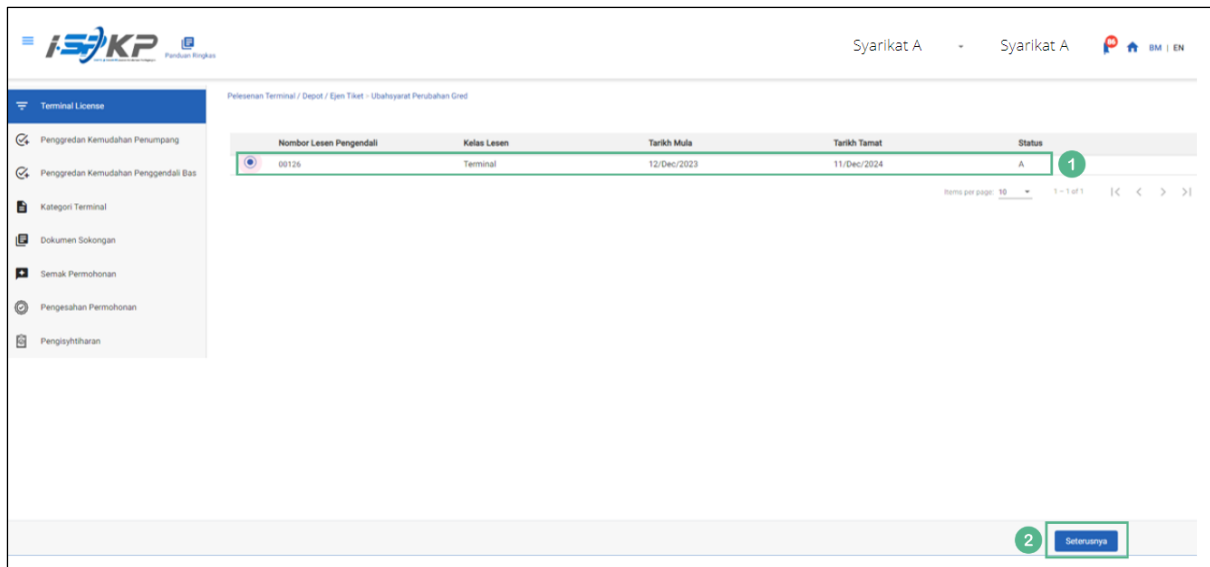 i-SPKP
Panduan Ringkas
Syarikat A - Syarikat A
86
BM | EN
Terminal License
Penggredan Kemudahan Penumpang
Penggredan Kemudahan Penggendali Bas
Kategori Terminal
Dokumen Sokongan
Semak Permohonan
Pengesahan Permohonan
Pengisyhtiharan
Pelesenan Terminal / Depot / Ejen Tiket > Ubahsyarat Perubahan Gred
Nombor Lesen Pengendali Kelas Lesen Tarikh Mula Tarikh Tamat Status
00126 Terminal 12/Dec/2023 11/Dec/2024 A
1
Items per page: 10 1 – 1 of 1
2
Seterusnya